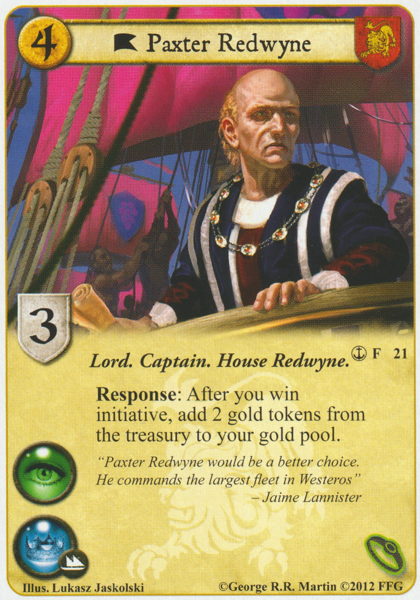 4 Paxter Redwyne
3
Lord. Captain. House Redwyne. F 21
Response: After you win
initiative, add 2 gold tokens from
the treasury to your gold pool.
“Paxter Redwyne would be a better choice.
He commands the largest fleet in Westeros”
– Jaime Lannister
Illus. Lukasz Jaskolski ©George R.R. Martin ©2012 FFG